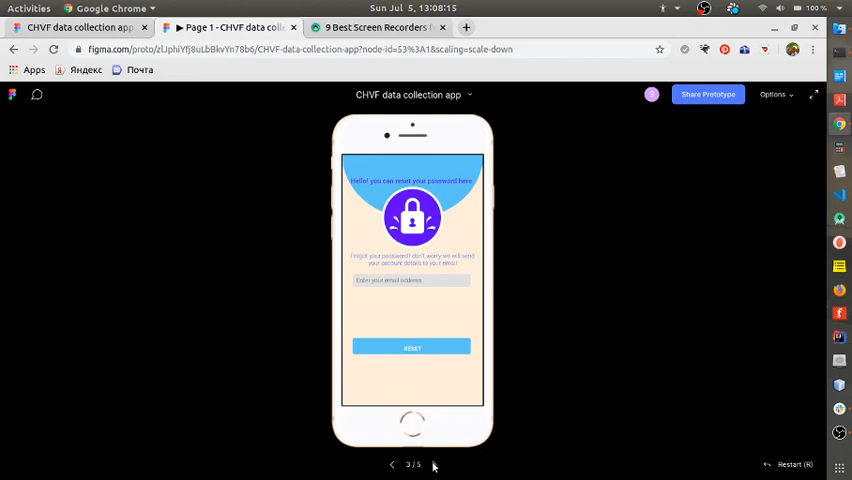 Activities
Google Chrome
Sun Jul 5, 13:08:15
100 %
CHVF data collection app
▶ Page 1 - CHVF data colle
9 Best Screen Recorders f
figma.com/proto/zlJphiYfj8uLbBkvYn78b6/CHVF-data-collection-app?node-id=53%3A1&scaling=scale-down
Apps
Яндекс
Почта
CHVF data collection app
S
Share Prototype
Options
Hello! you can reset your password here
Forgot your password? don't worry we will send
your account details to your email
Enter your email address
RESET
3 / 5
Restart (R)